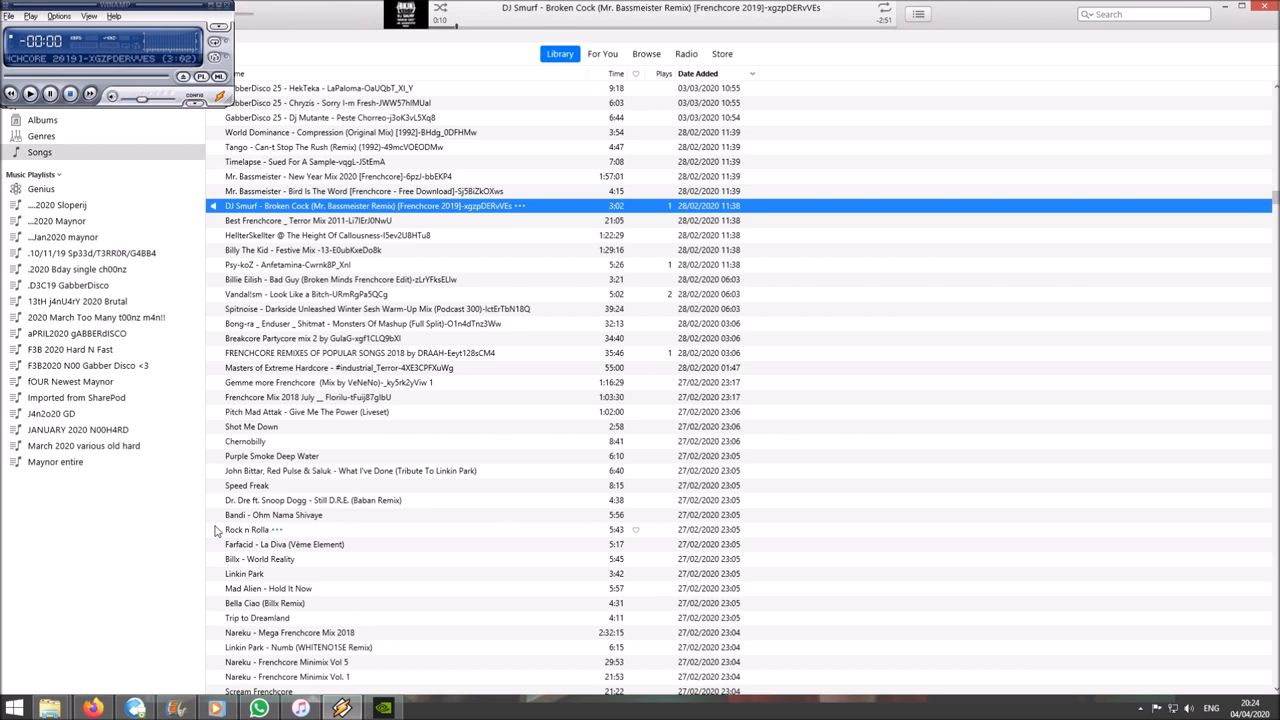 WINAMP
File Play View Help
-00:00
CHCORE 2019]-XGZPDERVVES (3:02)
PL ML
CONFIG
DJ Smurf - Broken Cock (Mr. Bassmeister Remix) [Frenchcore 2019]-xgzpDERvVEs
0:10
-2:51
Search
Library For You Browse Radio Store
Albums
Genres
Songs
Music Playlists
Genius
....2020 Sloperij
...2020 Maynor
..Jan2020 maynor
.10/11/19 Sp33d/T3RR0R/G4BB4
.2020 Bday single ch00nz
.D3C19 GabberDisco
13tH j4nU4rY 2020 Brutal
2020 March Too Many t00nz m4n!!
aPRIL2020 gABBERdISCO
F3B 2020 Hard N Fast
F3B2020 N00 Gabber Disco <3
fOUR Newest Maynor
Imported from SharePod
J4n2o20 GD
JANUARY 2020 N00H4RD
March 2020 various old hard
Maynor entire
me Time Plays Date Added
GabberDisco 25 - HekTeka - LaPaloma-OaUQbT_XI_Y 9:18 03/03/2020 10:55
GabberDisco 25 - Chryzis - Sorry I-m Fresh-JWW57hIMual 6:03 03/03/2020 10:55
GabberDisco 25 - Dj Mutante - Peste Chorreo-j3oK3vL5Xq8 6:44 03/03/2020 10:54
World Dominance - Compression (Original Mix) [1992]-BHdg_0DFHMw 3:54 28/02/2020 11:39
Tango - Can't Stop The Rush (Remix) (1992)-49mcVOEODMw 4:47 28/02/2020 11:39
Timelapse - Sued For A Sample-vqgL-JStEmA 7:08 28/02/2020 11:39
Mr. Bassmeister - New Year Mix 2020 [Frenchcore]-6pzJ-bbEKP4 1:57:01 28/02/2020 11:39
Mr. Bassmeister - Bird Is The Word [Frenchcore - Free Download]-Sj5BiZkOXws 4:15 28/02/2020 11:39
DJ Smurf - Broken Cock (Mr. Bassmeister Remix) [Frenchcore 2019]-xgzpDERvVEs ••• 3:02 1 28/02/2020 11:38
Best Frenchcore _ Terror Mix 2011-Li7IErJ0NwU 21:05 28/02/2020 11:38
HellterSkellter @ The Height Of Callousness-I5ev2U8HTu8 1:22:29 28/02/2020 11:38
Billy The Kid - Festive Mix -13-E0ubKxeDo8k 1:29:16 28/02/2020 11:38
Psy-koZ - Anfetamina-Cwrnk8P_XnI 5:26 1 28/02/2020 11:38
Billie Eilish - Bad Guy (Broken Minds Frenchcore Edit)-zLrYFksELIw 3:21 28/02/2020 06:03
Vandal!sm - Look Like a Bitch-URmRgPa5QCg 5:02 2 28/02/2020 06:03
Spitnoise - Darkside Unleashed Winter Sesh Warm-Up Mix (Podcast 300)-lctErTbN18Q 39:24 28/02/2020 06:03
Bong-ra _ Enduser _ Shitmat - Monsters Of Mashup (Full Split)-O1n4dTnz3Ww 32:13 28/02/2020 03:06
Breakcore Partycore mix 2 by GulaG-xgf1CLQ9bXI 34:40 28/02/2020 03:06
FRENCHCORE REMIXES OF POPULAR SONGS 2018 by DRAAH-Eeyt128sCM4 35:46 1 28/02/2020 03:06
Masters of Extreme Hardcore - #industrial_Terror-4XE3CPFXuWg 55:00 28/02/2020 01:47
Gemme more Frenchcore (Mix by VeNeNo)-_ky5rk2yViw 1 1:16:29 27/02/2020 23:17
Frenchcore Mix 2018 July __ Florilu-tFuij87gIbU 1:03:30 27/02/2020 23:17
Pitch Mad Attak - Give Me The Power (Liveset) 1:02:00 27/02/2020 23:06
Shot Me Down 2:58 27/02/2020 23:06
Chernobilly 8:41 27/02/2020 23:06
Purple Smoke Deep Water 6:10 27/02/2020 23:06
John Bittar, Red Pulse & Saluk - What I've Done (Tribute To Linkin Park) 6:40 27/02/2020 23:05
Speed Freak 8:15 27/02/2020 23:05
Dr. Dre ft. Snoop Dogg - Still D.R.E. (Baban Remix) 4:38 27/02/2020 23:05
Bandi - Ohm Nama Shivaye 5:56 27/02/2020 23:05
Rock n Rolla ••• 5:43 27/02/2020 23:05
Farfacid - La Diva (Vème Element) 5:17 27/02/2020 23:05
Billx - World Reality 5:45 27/02/2020 23:05
Linkin Park 3:42 27/02/2020 23:05
Mad Alien - Hold It Now 5:57 27/02/2020 23:05
Bella Ciao (Billx Remix) 4:31 27/02/2020 23:05
Trip to Dreamland 4:11 27/02/2020 23:05
Nareku - Mega Frenchcore Mix 2018 2:32:15 27/02/2020 23:04
Linkin Park - Numb (WHITENO1SE Remix) 6:15 27/02/2020 23:04
Nareku - Frenchcore Minimix Vol 5 29:53 27/02/2020 23:04
Nareku - Frenchcore Minimix Vol. 1 21:53 27/02/2020 23:04
Scream Frenchcore 21:22 27/02/2020 23:04
ENG
20:24
19/04/2020